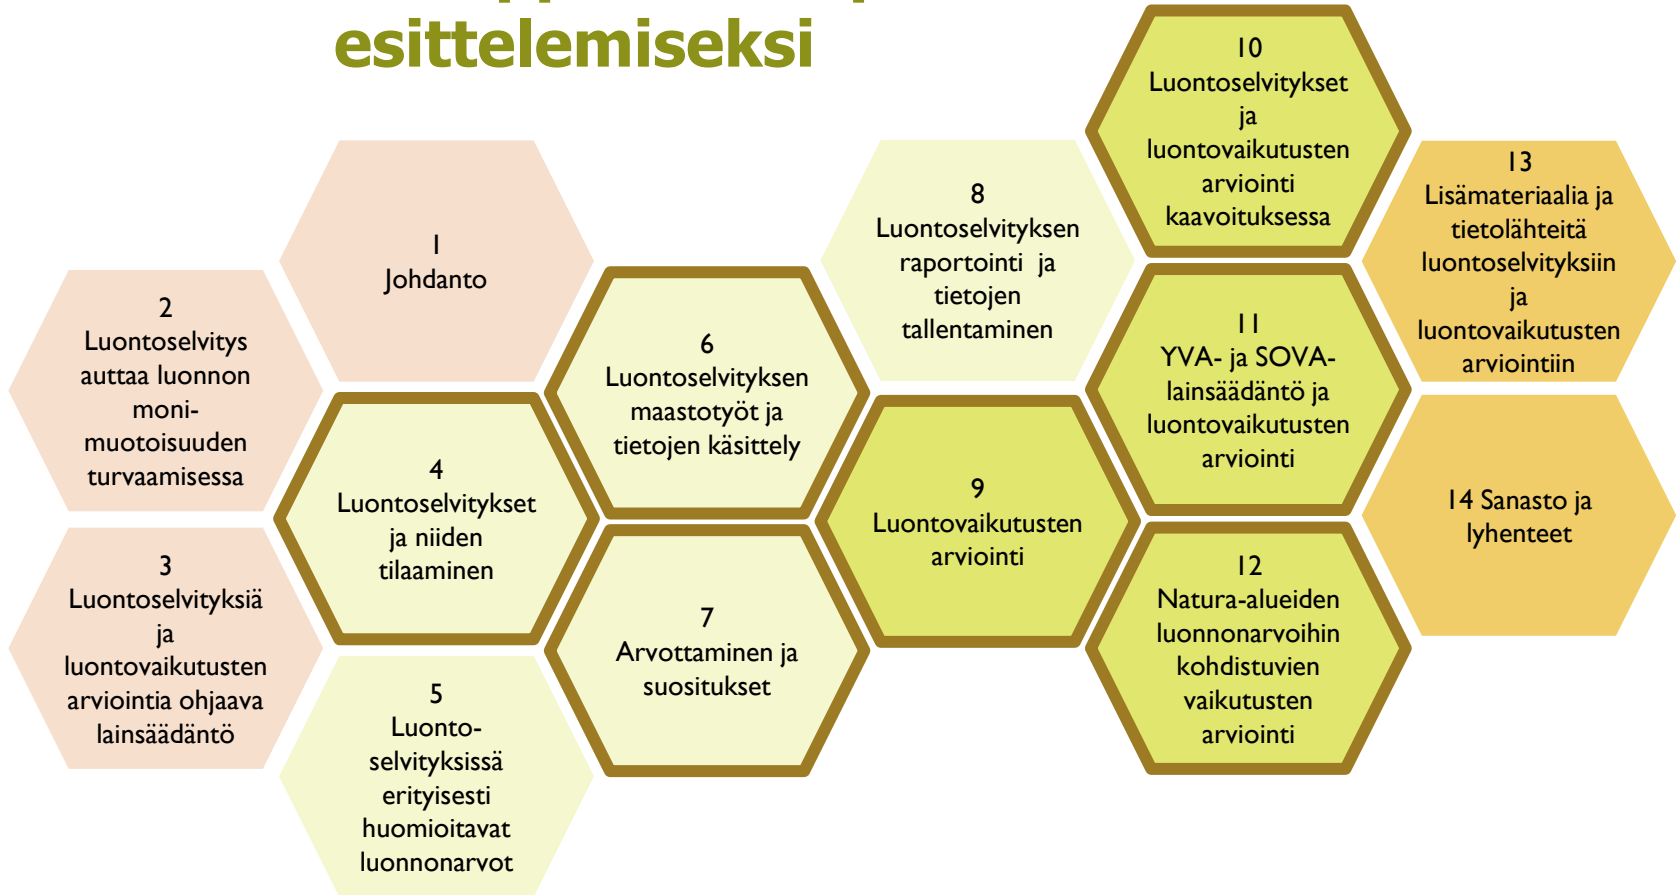 esittelemiseksi
1
Johdanto
2
Luontoselvitys
auttaa luonnon
moni-
muotoisuuden
turvaamisessa
3
Luontoselvityksiä
ja
luontovaikutusten
arviointia ohjaava
lainsäädäntö
4
Luontoselvitykset
ja niiden
tilaaminen
5
Luonto-
selvityksissä
erityisesti
huomioitavat
luonnonarvot
6
Luontoselvityksen
maastotyöt ja
tietojen käsittely
7
Arvottaminen ja
suositukset
8
Luontoselvityksen
raportointi ja
tietojen
tallentaminen
9
Luontovaikutusten
arviointi
10
Luontoselvitykset
ja
luontovaikutusten
arviointi
kaavoituksessa
11
YVA- ja SOVA-
lainsäädäntö ja
luontovaikutusten
arviointi
12
Natura-alueiden
luonnonarvoihin
kohdistuvien
vaikutusten
arviointi
13
Lisämateriaalia ja
tietolähteitä
luontoselvityksiin
ja
luontovaikutusten
arviointiin
14 Sanasto ja
lyhenteet